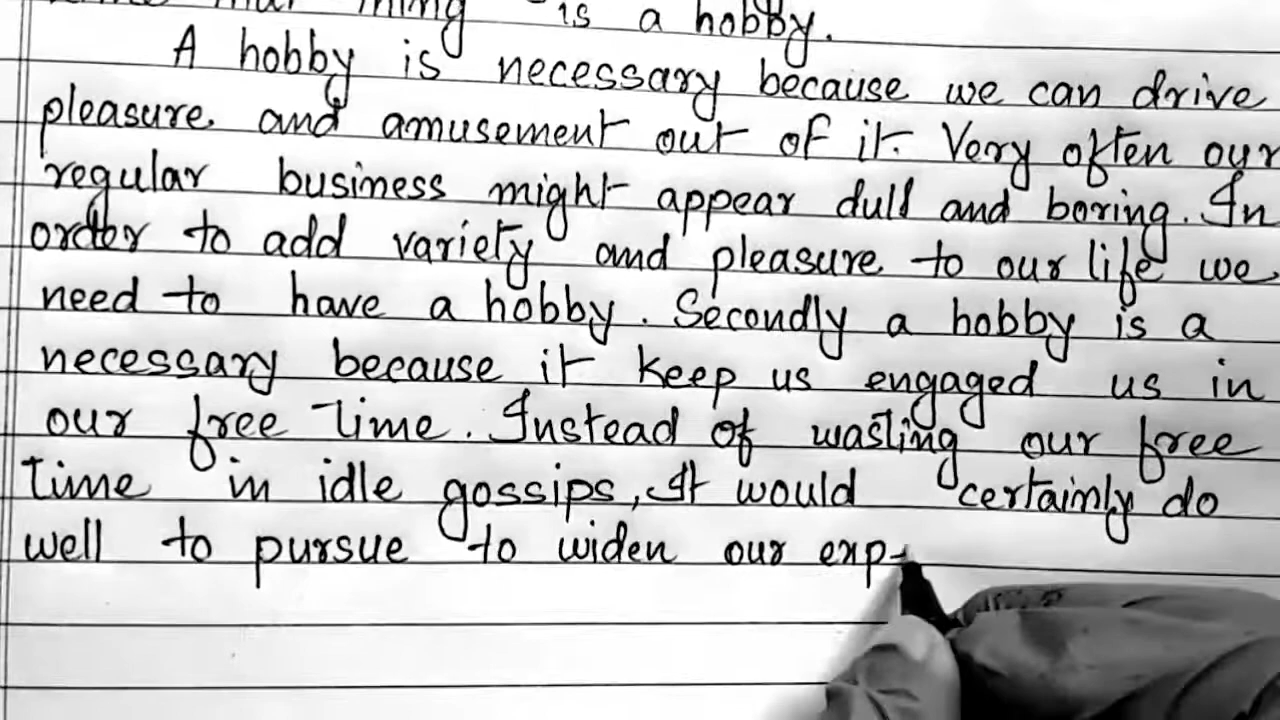 thing is a hobby.
A hobby is necessary because we can drive
pleasure and amusement out of it. Very often our
regular business might appear dull and boring. In
order to add variety and pleasure to our life we
need to have a hobby. Secondly a hobby is a
necessary because it keep us engaged us in
our free time. Instead of wasting our free
time in idle gossips, It would certainly do
well to pursue to widen our exp